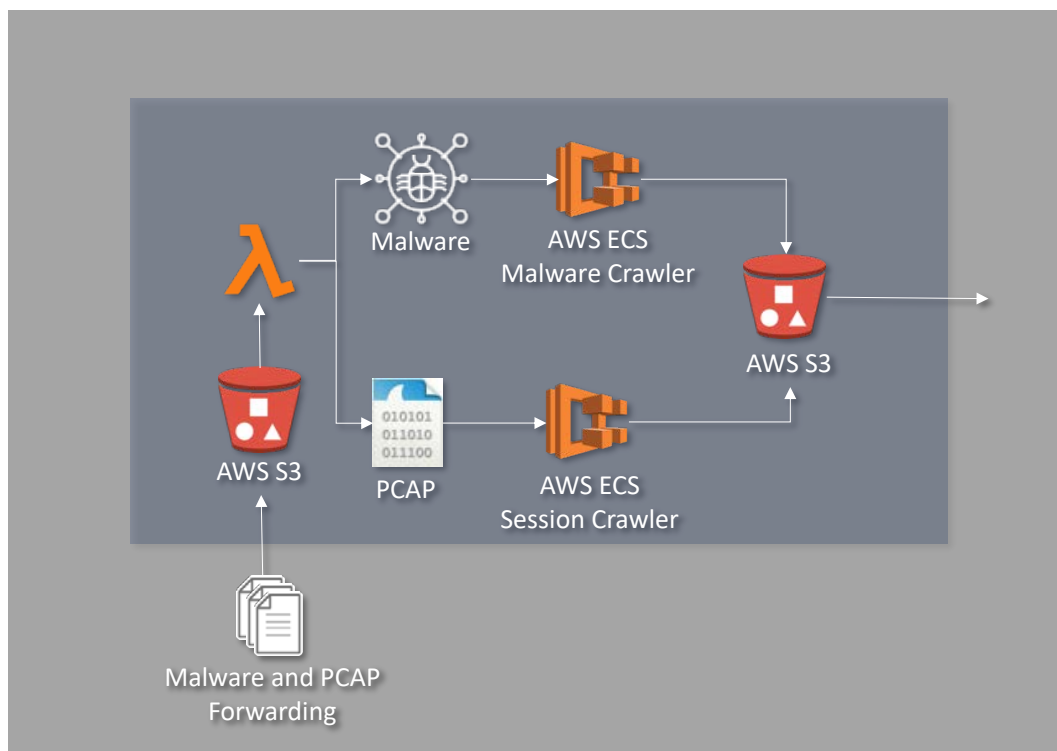 Malware
AWS ECS
Malware Crawler
AWS S3
AWS S3
010101
011010
011100
PCAP
AWS ECS
Session Crawler
Malware and PCAP
Forwarding